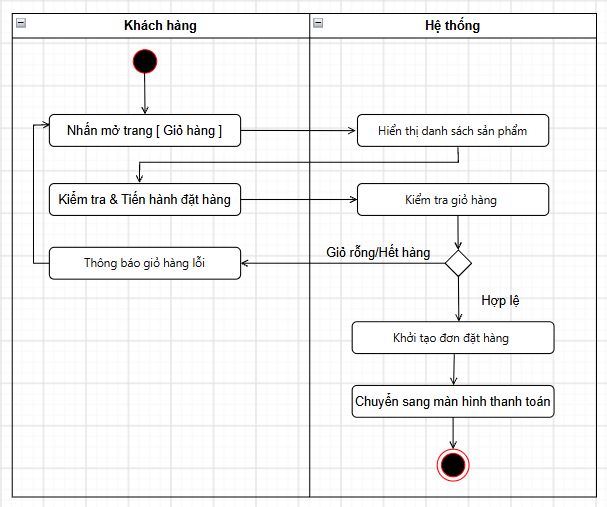 Khách hàng
Hệ thống
Nhấn mở trang [ Giỏ hàng ]
Hiển thị danh sách sản phẩm
Kiểm tra & Tiến hành đặt hàng
Kiểm tra giỏ hàng
Giỏ rỗng/Hết hàng
Thông báo giỏ hàng lỗi
Hợp lệ
Khởi tạo đơn đặt hàng
Chuyển sang màn hình thanh toán